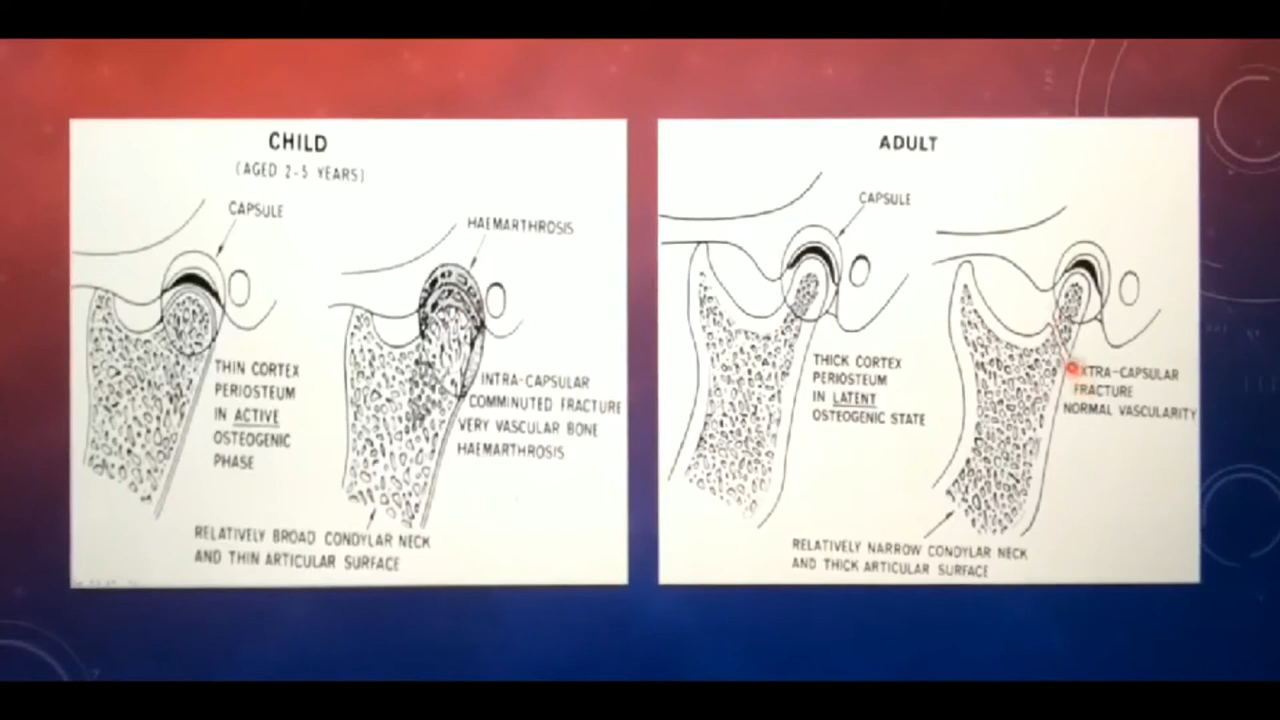 CHILD
(AGED 2-5 YEARS)
CAPSULE
HAEMARTHROSIS
THIN CORTEX
PERIOSTEUM
IN ACTIVE
OSTEOGENIC
PHASE
INTRA-CAPSULAR
COMMINUTED FRACTURE
VERY VASCULAR BONE
HAEMARTHROSIS
RELATIVELY BROAD CONDYLAR NECK
AND THIN ARTICULAR SURFACE
ADULT
CAPSULE
THICK CORTEX
PERIOSTEUM
IN LATENT
OSTEOGENIC STATE
EXTRA-CAPSULAR
FRACTURE
NORMAL VASCULARITY
RELATIVELY NARROW CONDYLAR NECK
AND THICK ARTICULAR SURFACE